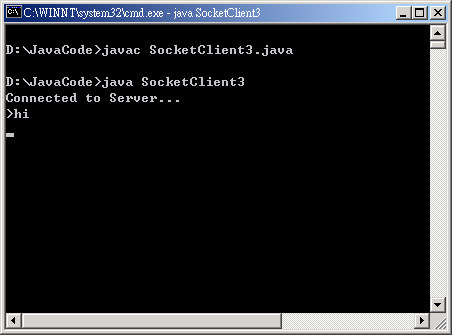 C:\WINNT\system32\cmd.exe - java SocketClient3
D:\JavaCode>javac SocketClient3.java
D:\JavaCode>java SocketClient3
Connected to Server...
>hi